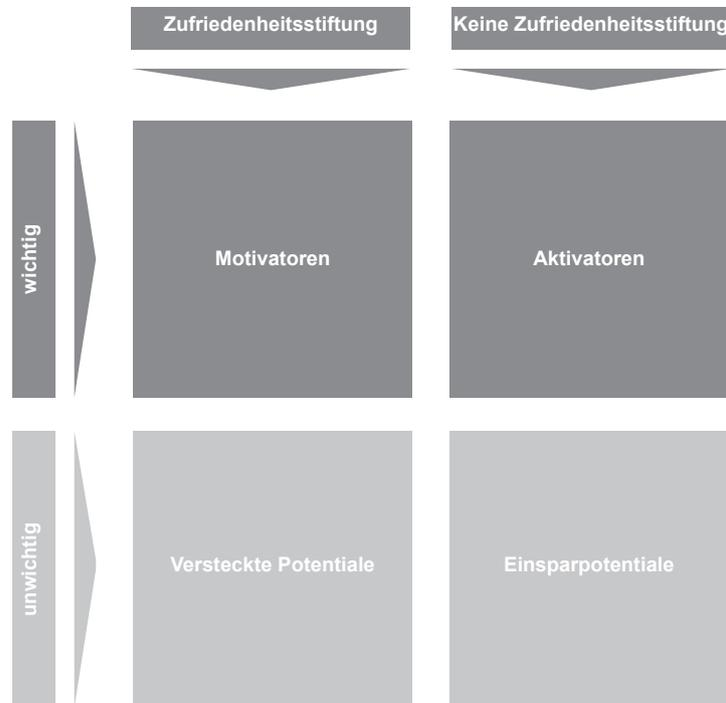 Zufriedenheitsstiftung
Keine Zufriedenheitsstiftung
wichtig
Motivatoren
Aktivatoren
unwichtig
Versteckte Potentiale
Einsparpotentiale